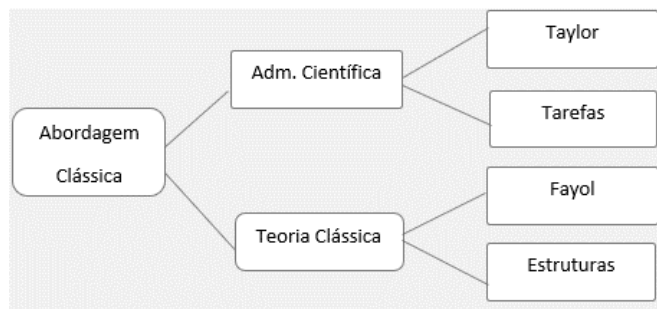 Abordagem
Clássica
Adm. Científica
Teoria Clássica
Taylor
Tarefas
Fayol
Estruturas